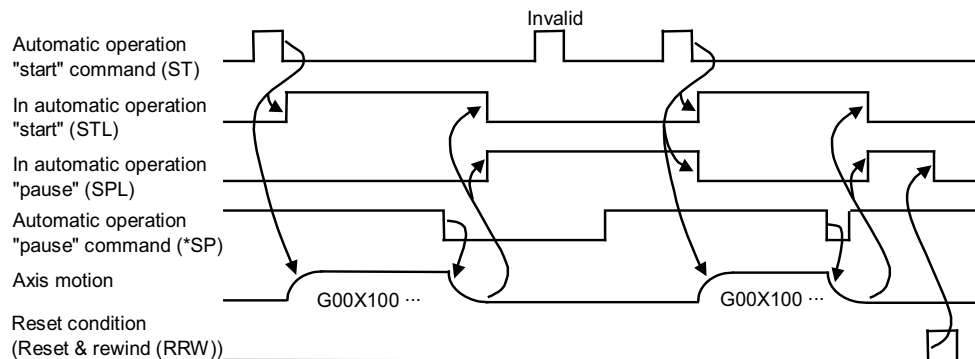 Invalid
Automatic operation
"start" command (ST)
In automatic operation
"start" (STL)
In automatic operation
"pause" (SPL)
Automatic operation
"pause" command (*SP)
Axis motion
G00X100 ···
G00X100 ···
Reset condition
(Reset & rewind (RRW))